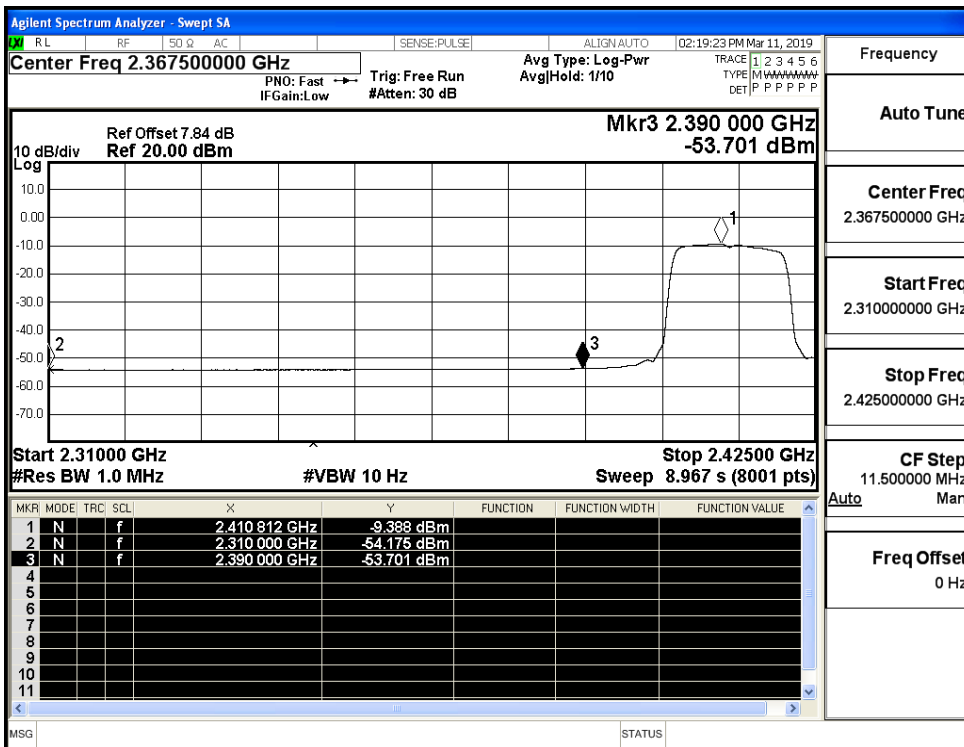 Agilent Spectrum Analyzer - Swept SA
LXI RL RF 50 Ω AC SENSE:PULSE ALIGN AUTO 02:19:23 PM Mar 11, 2019
Center Freq 2.367500000 GHz
PNO: Fast
IFGain:Low
Trig: Free Run
#Atten: 30 dB
Avg Type: Log-Pwr
Avg|Hold: 1/10
TRACE 1 2 3 4 5 6
TYPE M WWWWW
DET P P P P P P
Ref Offset 7.84 dB
10 dB/div Ref 20.00 dBm
Log
Mkr3 2.390 000 GHz
-53.701 dBm
10.0
0.00
-10.0
-20.0
-30.0
-40.0
-50.0
-60.0
-70.0
1
2
3
Start 2.31000 GHz Stop 2.42500 GHz
#Res BW 1.0 MHz #VBW 10 Hz Sweep 8.967 s (8001 pts)
MKR MODE TRC SCL X Y FUNCTION FUNCTION WIDTH FUNCTION VALUE
1 N f 2.410 812 GHz -9.388 dBm
2 N f 2.310 000 GHz -54.175 dBm
3 N f 2.390 000 GHz -53.701 dBm
4
5
6
7
8
9
10
11
MSG STATUS
Frequency
Auto Tune
Center Freq
2.367500000 GHz
Start Freq
2.310000000 GHz
Stop Freq
2.425000000 GHz
CF Step
11.500000 MHz
Auto Man
Freq Offset
0 Hz